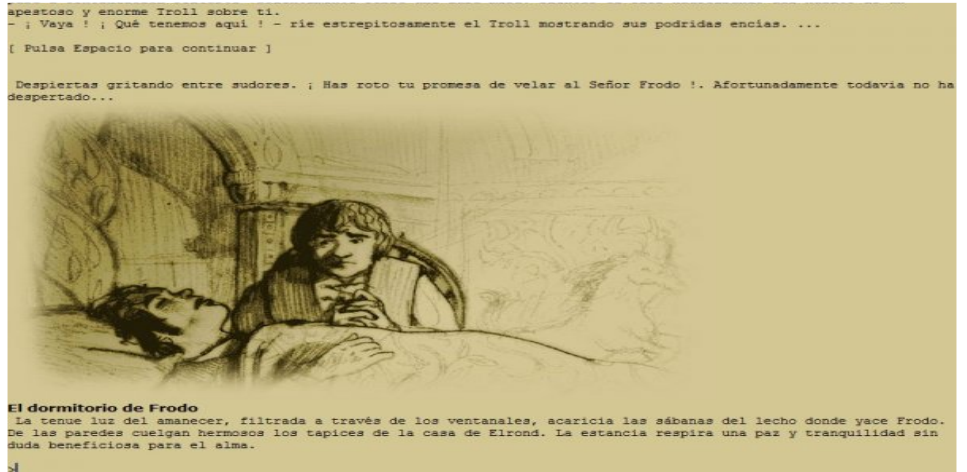 apestoso y enorme Troll sobre ti.
- ¡ Vaya ! ¡ Qué tenemos aquí ! - ríe estrepitosamente el Troll mostrando sus podridas encías. ...
[ Pulsa Espacio para continuar ]
Despiertas gritando entre sudores. ¡ Has roto tu promesa de velar al Señor Frodo !. Afortunadamente todavia no ha
despertado...
El dormitorio de Frodo
La tenue luz del amanecer, filtrada a través de los ventanales, acaricia las sábanas del lecho donde yace Frodo.
De las paredes cuelgan hermosos los tapices de la casa de Elrond. La estancia respira una paz y tranquilidad sin
duda beneficiosa para el alma.
>